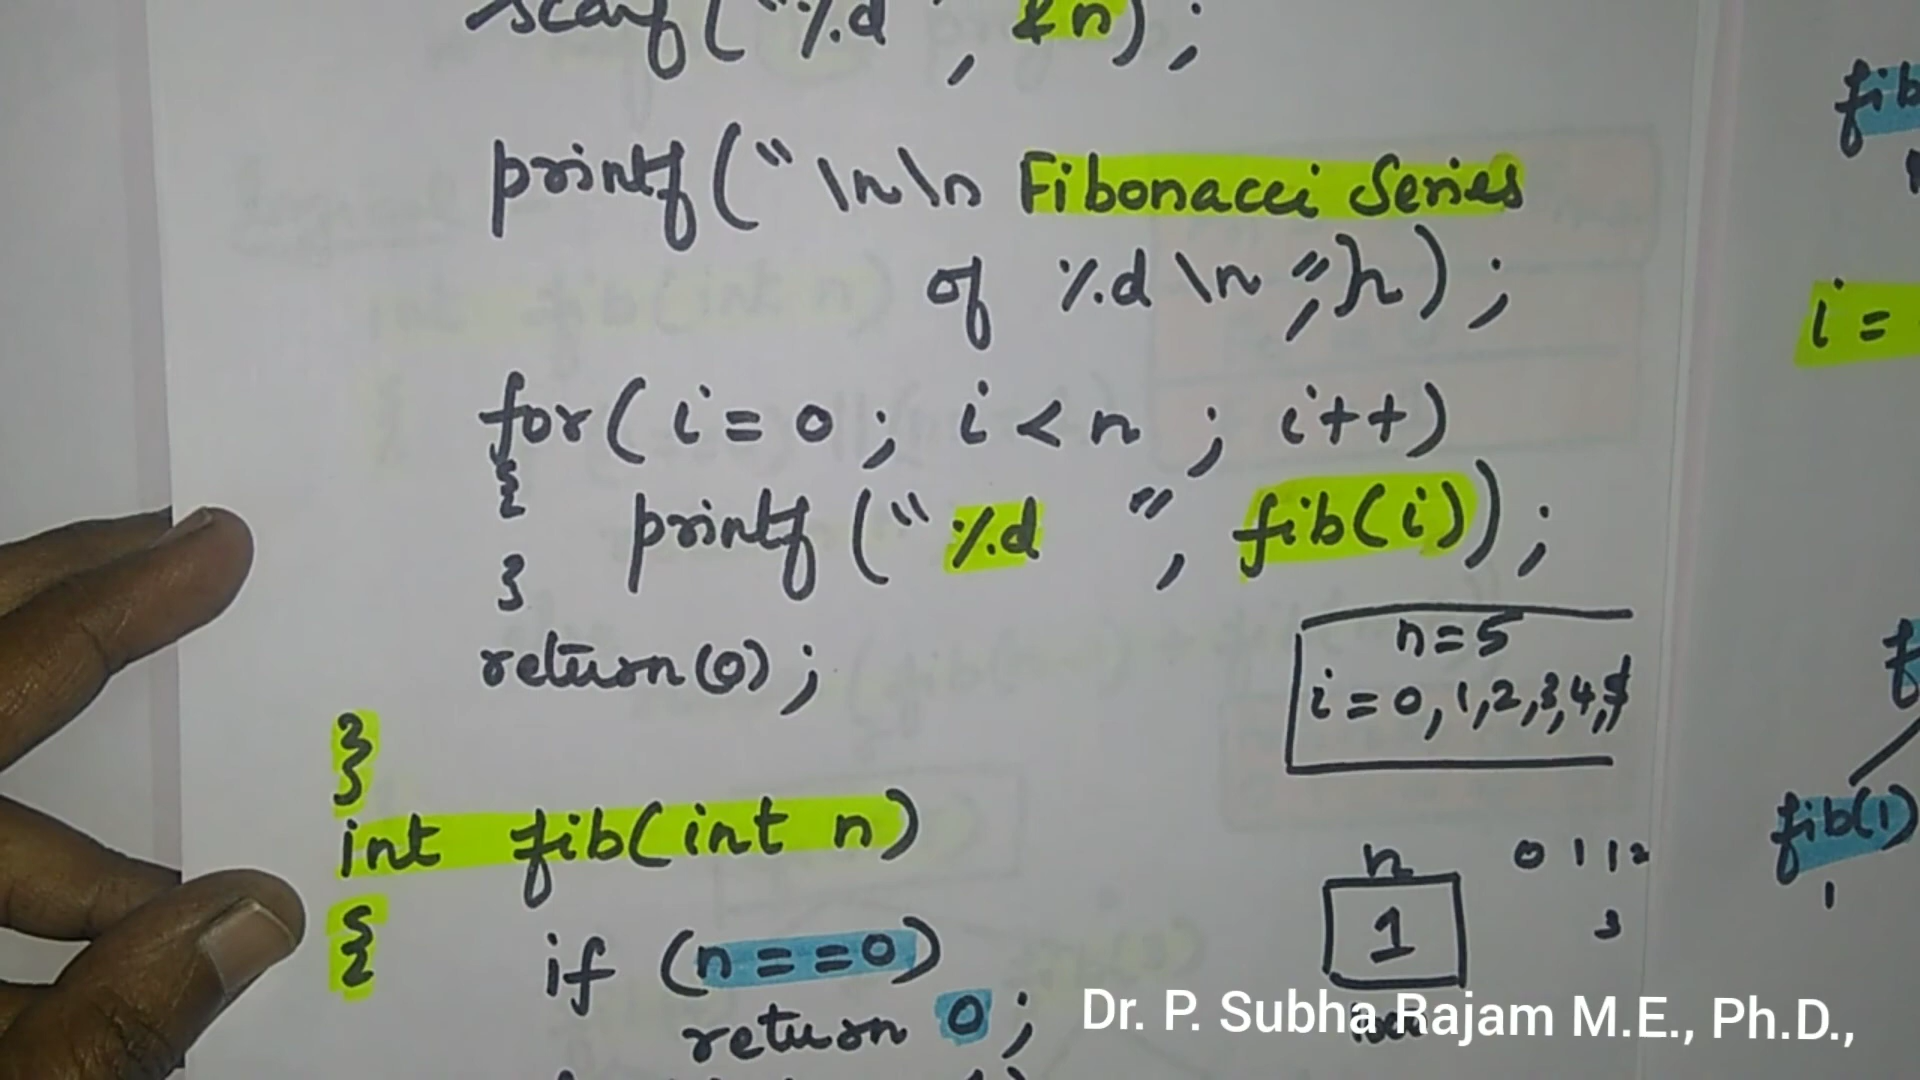 scanf("%d", &n);
printf("\n\n Fibonacci Series
of %d\n", n);
for(i=0; i<n; i++)
{
printf("%d ", fib(i));
}
return(0);
n=5
i=0,1,2,3,4,5
}
int fib(int n)
{
if (n==0)
return 0;
n
1
0 1 1 2
3
fib
i=
fib(1)
1
Dr. P. Subha Rajam M.E., Ph.D.,